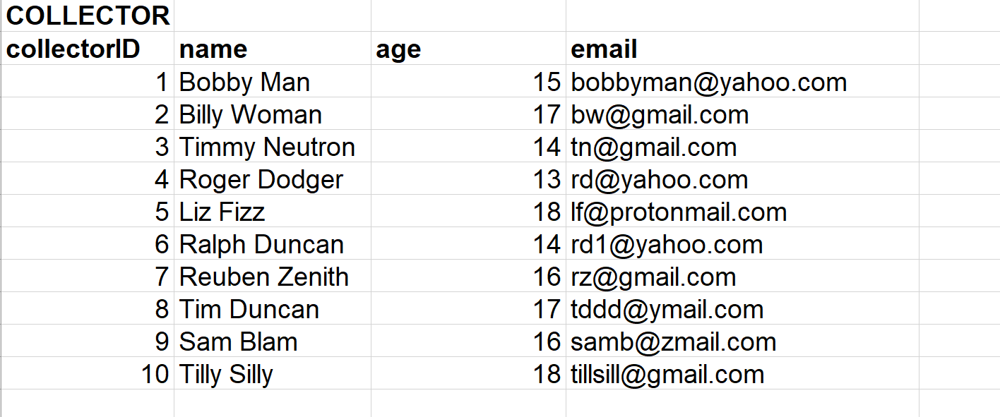 COLLECTOR
collectorID name age email
1 Bobby Man 15 bobbyman@yahoo.com
2 Billy Woman 17 bw@gmail.com
3 Timmy Neutron 14 tn@gmail.com
4 Roger Dodger 13 rd@yahoo.com
5 Liz Fizz 18 lf@protonmail.com
6 Ralph Duncan 14 rd1@yahoo.com
7 Reuben Zenith 16 rz@gmail.com
8 Tim Duncan 17 tddd@ymail.com
9 Sam Blam 16 samb@zmail.com
10 Tilly Silly 18 tillsill@gmail.com